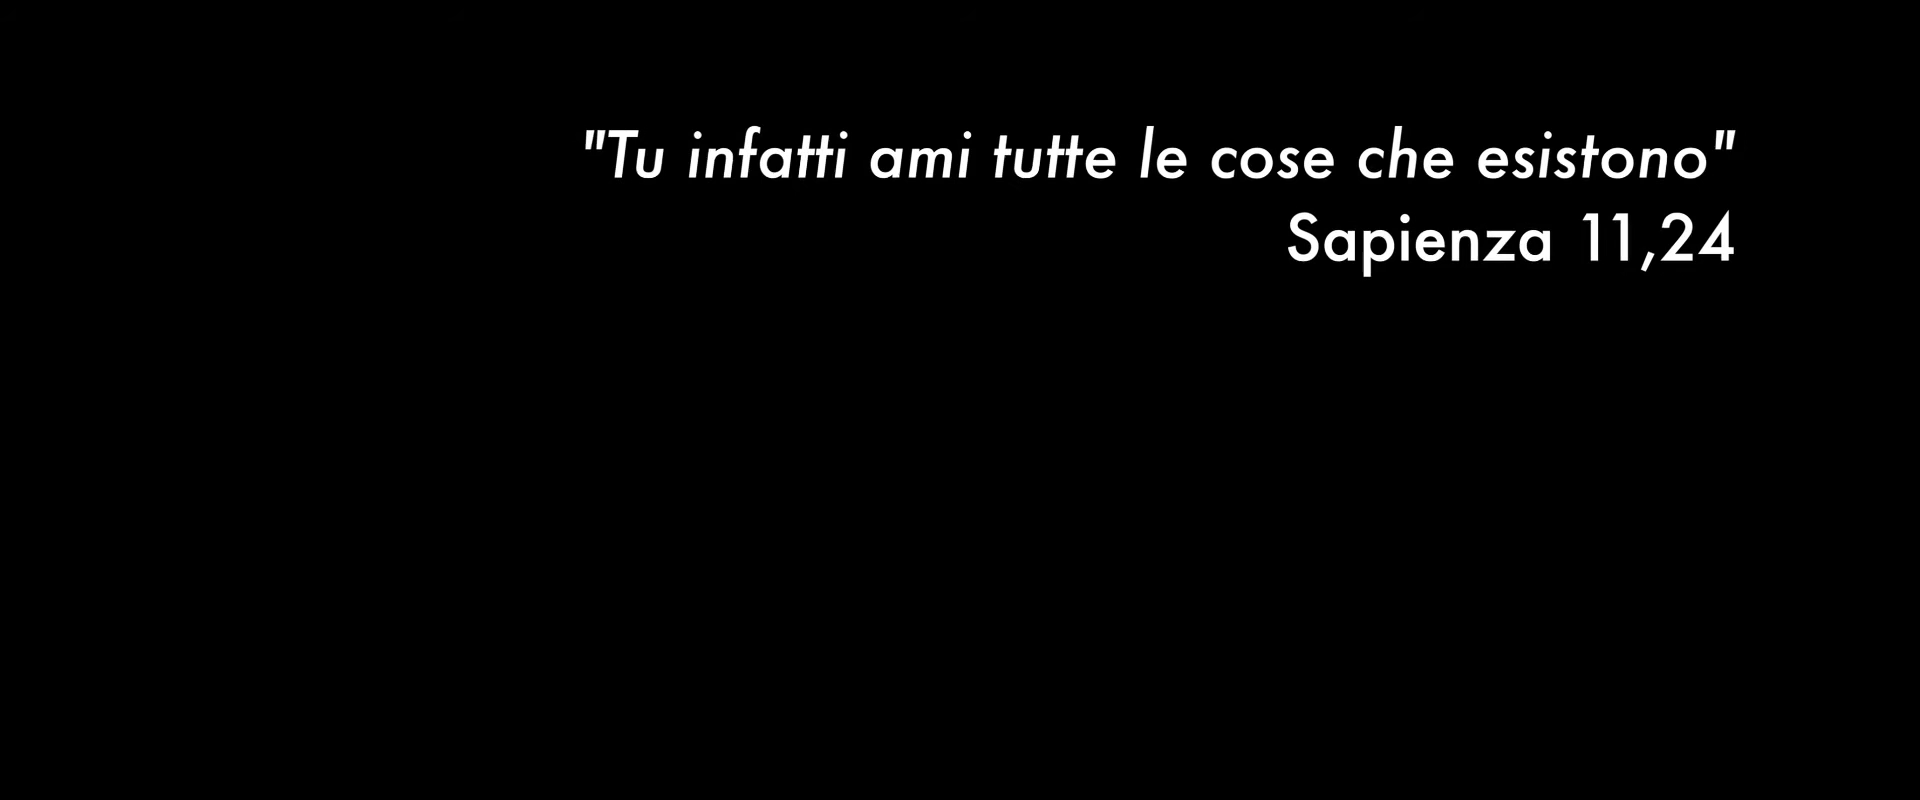 "Tu infatti ami tutte le cose che esistono"
Sapienza 11,24